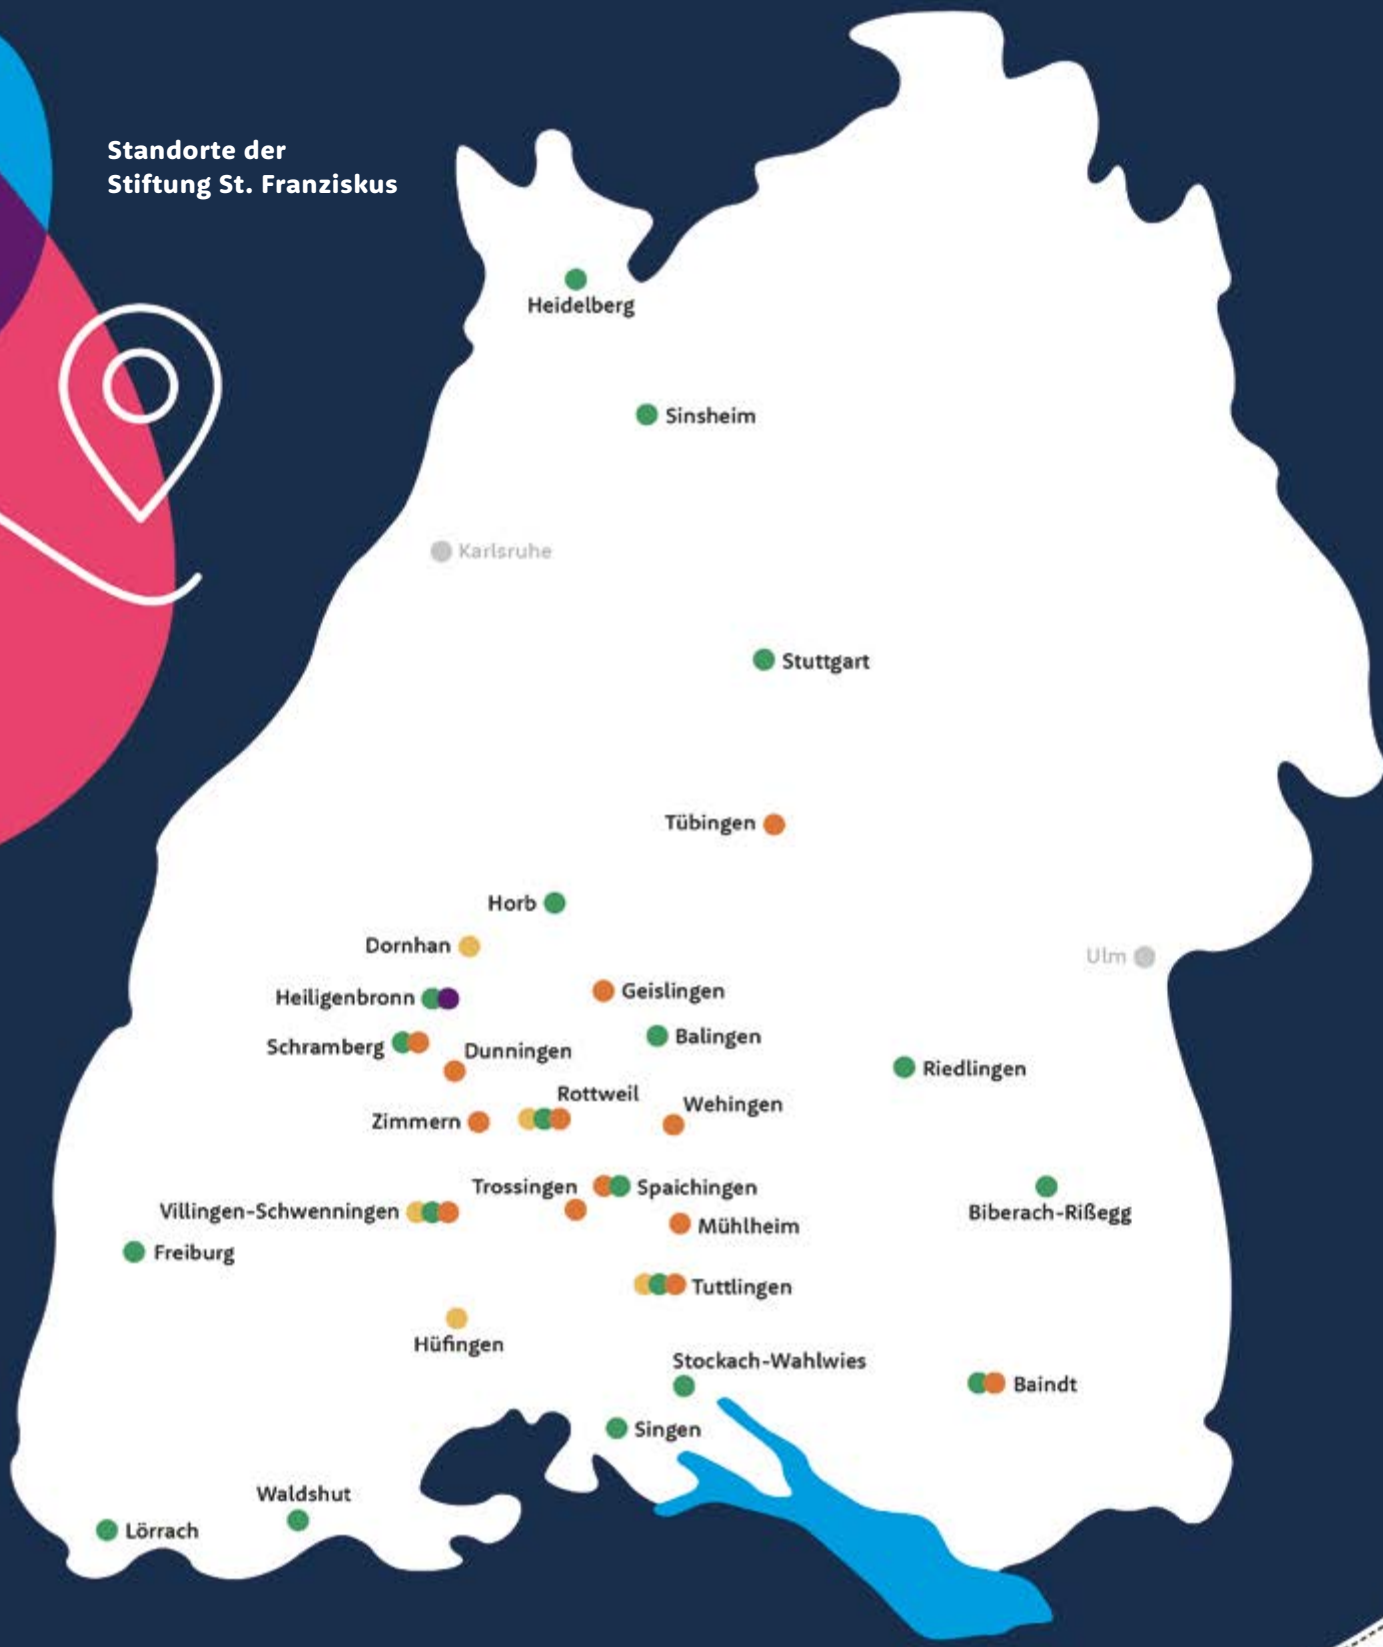 Standorte der
Stiftung St. Franziskus
Heidelberg
Sinsheim
Karlsruhe
Stuttgart
Tübingen
Horb
Dornhan
Ulm
Geislingen
Heiligenbronn
Balingen
Schramberg
Dunningen
Riedlingen
Rottweil
Wehingen
Zimmern
Trossingen
Spaichingen
Villingen-Schwenningen
Biberach-Rißegg
Mühlheim
Freiburg
Tuttlingen
Hüfingen
Stockach-Wahlwies
Baindt
Singen
Waldshut
Lörrach